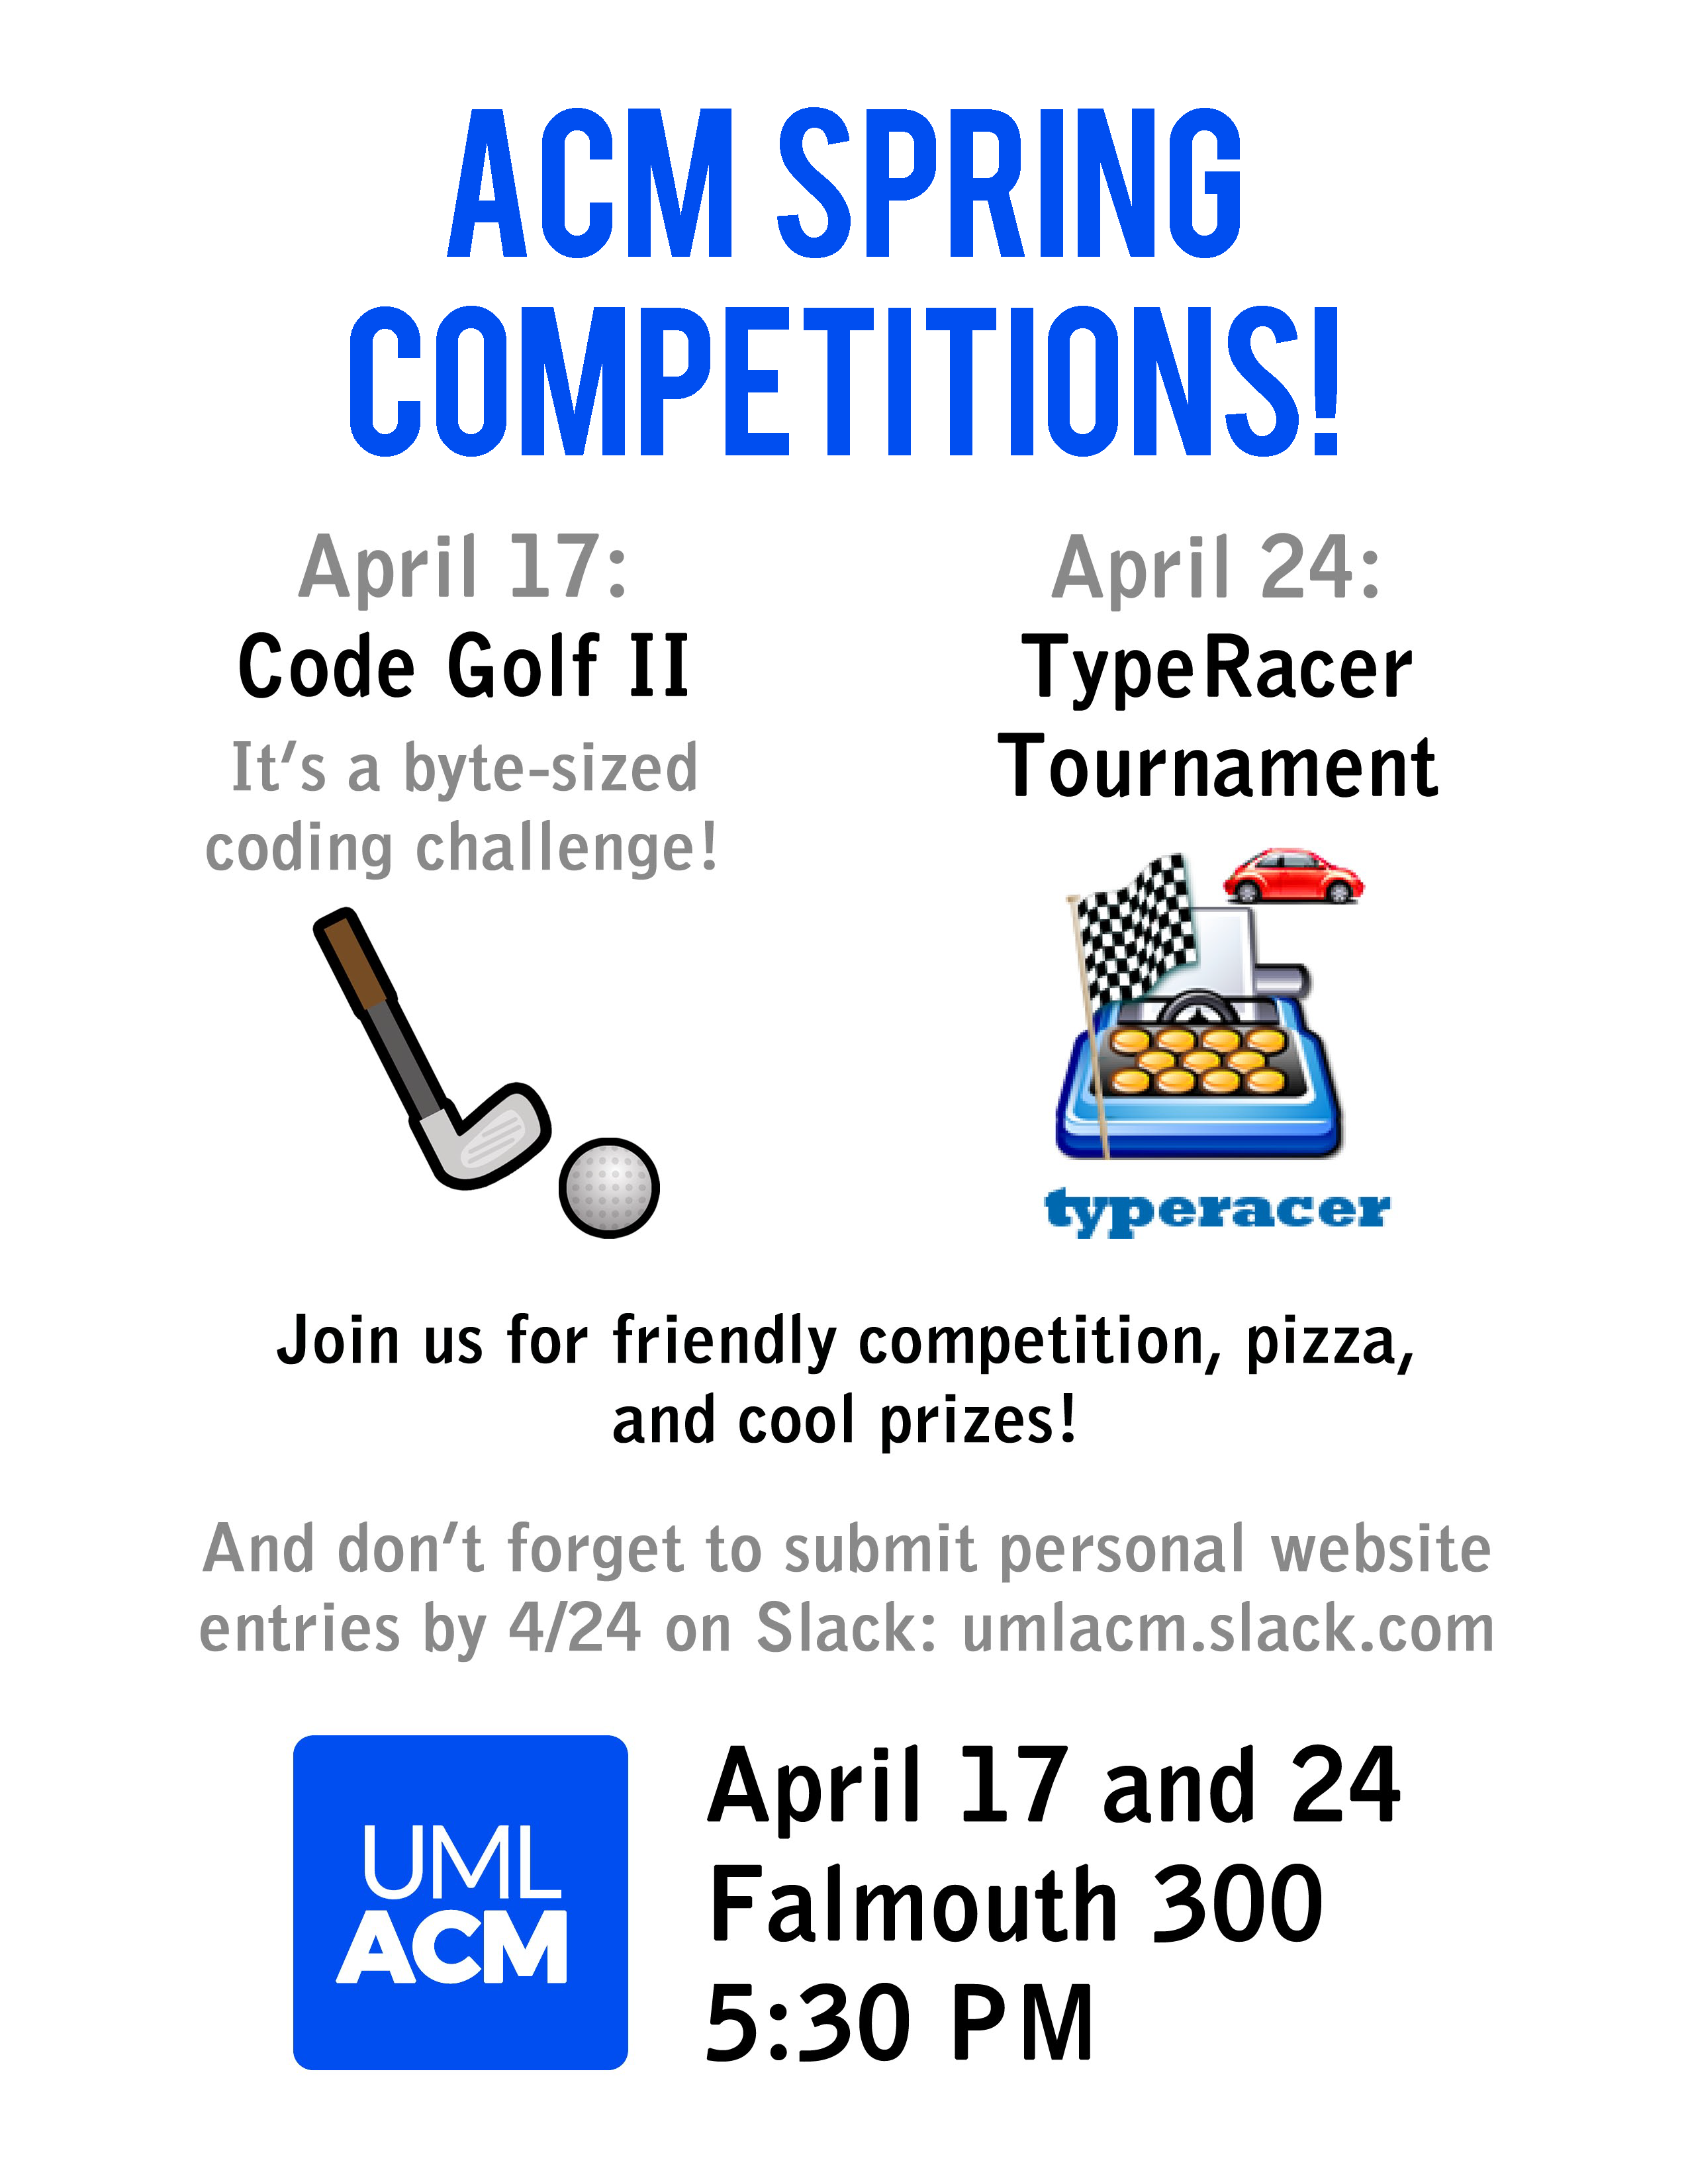 ACM SPRING
COMPETITIONS!
April 17:
Code Golf II
It's a byte-sized
coding challenge!
April 24:
TypeRacer
Tournament
typeracer
Join us for friendly competition, pizza,
and cool prizes!
And don't forget to submit personal website
entries by 4/24 on Slack: umlacm.slack.com
UML
ACM
April 17 and 24
Falmouth 300
5:30 PM